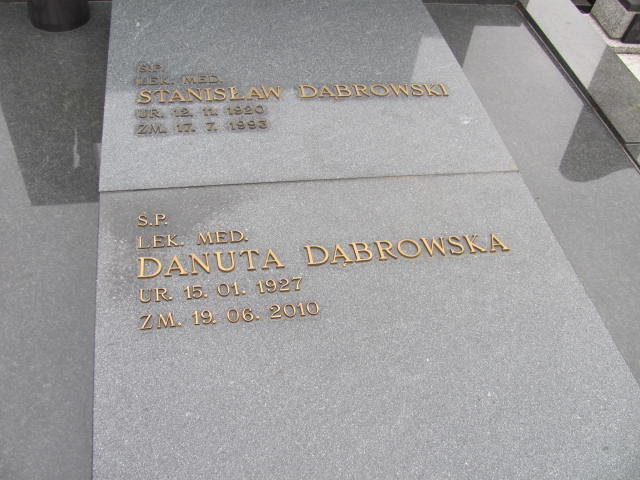 Ś.P.
LEK. MED.
STANISŁAW DĄBROWSKI
UR. 12. 11. 1920
ZM. 17. 7. 1993
Ś.P.
LEK. MED.
DANUTA DĄBROWSKA
UR. 15. 01. 1927
ZM. 19. 06. 2010